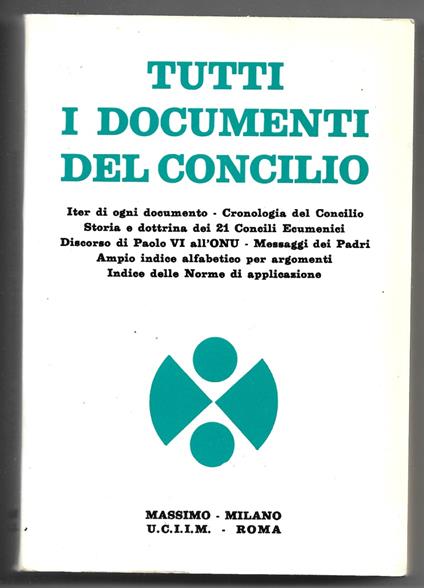 TUTTI
I DOCUMENTI
DEL CONCILIO
Iter di ogni documento - Cronologia del Concilio
Storia e dottrina dei 21 Concili Ecumenici
Discorso di Paolo VI all'ONU - Messaggi dei Padri
Ampio indice alfabetico per argomenti
Indice delle Norme di applicazione
MASSIMO - MILANO
U.C.I.I.M. - ROMA